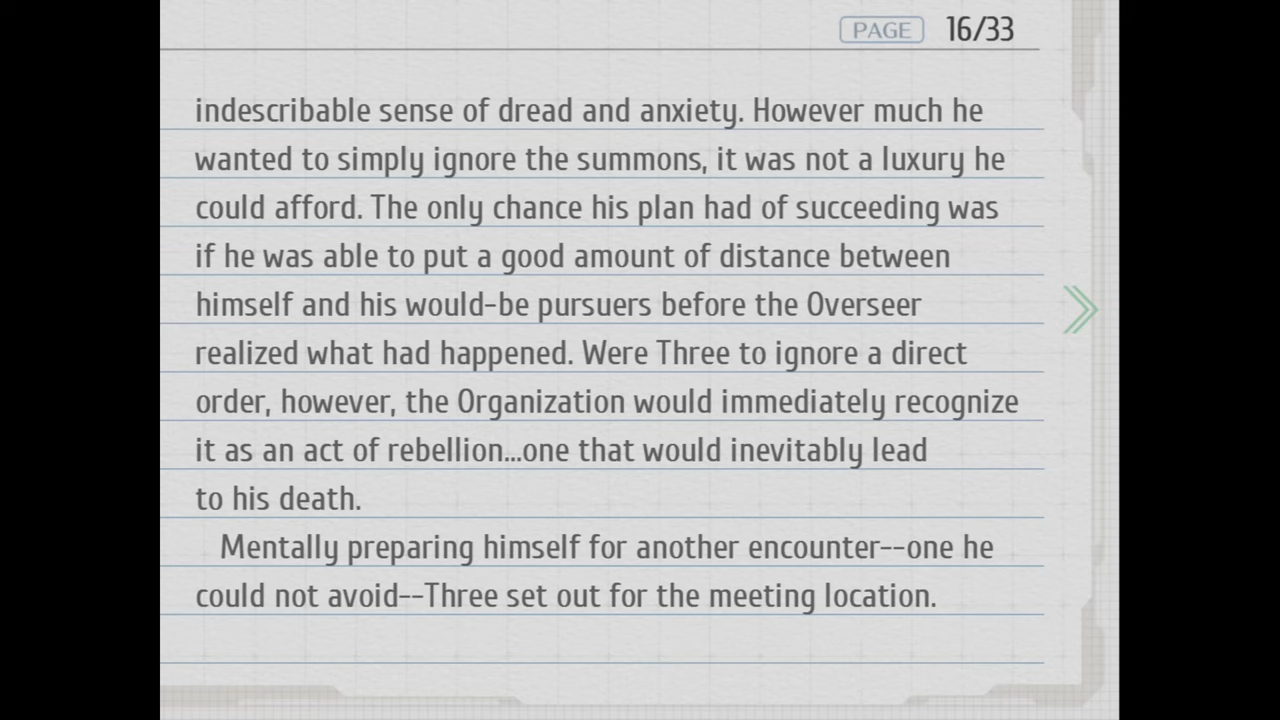 PAGE 16/33
indescribable sense of dread and anxiety. However much he
wanted to simply ignore the summons, it was not a luxury he
could afford. The only chance his plan had of succeeding was
if he was able to put a good amount of distance between
himself and his would-be pursuers before the Overseer
realized what had happened. Were Three to ignore a direct
order, however, the Organization would immediately recognize
it as an act of rebellion...one that would inevitably lead
to his death.
Mentally preparing himself for another encounter--one he
could not avoid--Three set out for the meeting location.